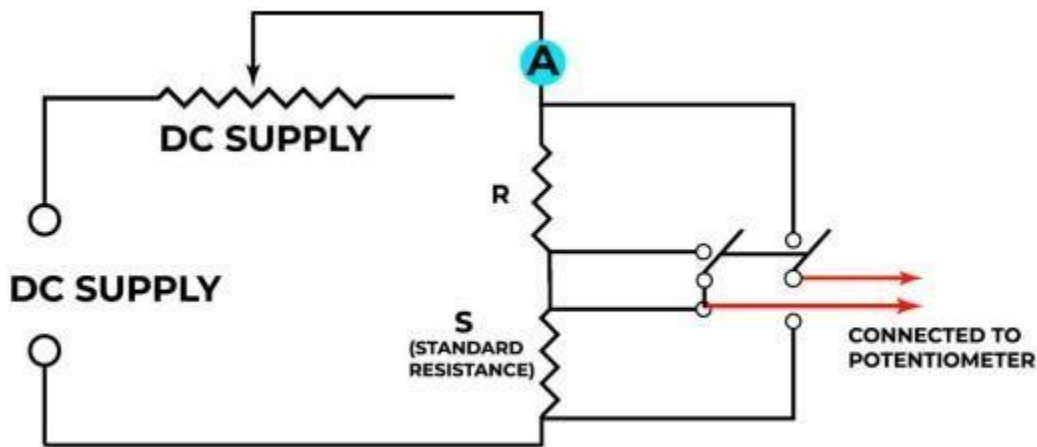 A
DC SUPPLY
R
DC SUPPLY
S
(STANDARD
RESISTANCE)
CONNECTED TO
POTENTIOMETER